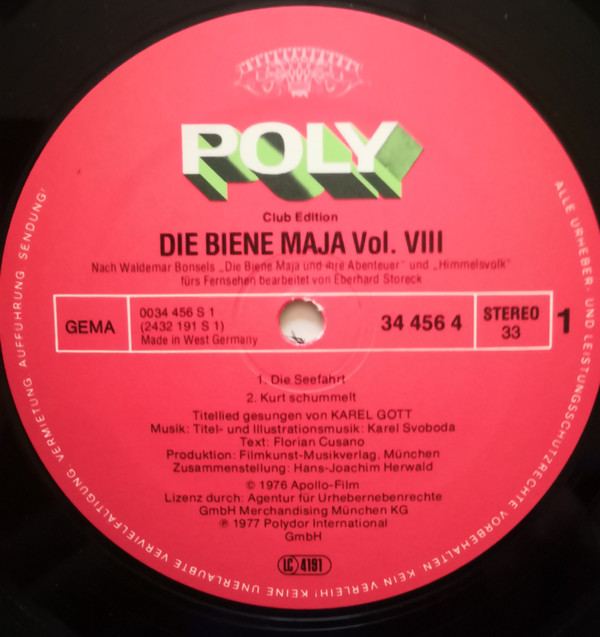 POLY
Club Edition
DIE BIENE MAJA Vol. VIII
Nach Waldemar Bonsels „Die Biene Maja und ihre Abenteuer" und „Himmelsvolk"
fürs Fernsehen bearbeitet von Eberhard Storeck
GEMA
0034 456 S 1
(2432 191 S 1)
Made in West Germany
34 456 4
STEREO
33
1
1. Die Seefahrt
2. Kurt schummelt
Titellied gesungen von KAREL GOTT
Musik: Titel- und Illustrationsmusik: Karel Svoboda
Text: Florian Cusano
Produktion: Filmkunst-Musikverlag, München
Zusammenstellung: Hans-Joachim Herwald
© 1976 Apollo-Film
Lizenz durch: Agentur für Urhebernebenrechte
GmbH Merchandising München KG
℗ 1977 Polydor International
GmbH
LC 4191
ALLE URHEBER- UND LEISTUNGSSCHUTZRECHTE VORBEHALTEN KEIN VERLEIH! KEINE UNERLAUBTE VERVIELFÄLTIGUNG, VERMIETUNG, AUFFÜHRUNG, SENDUNG!